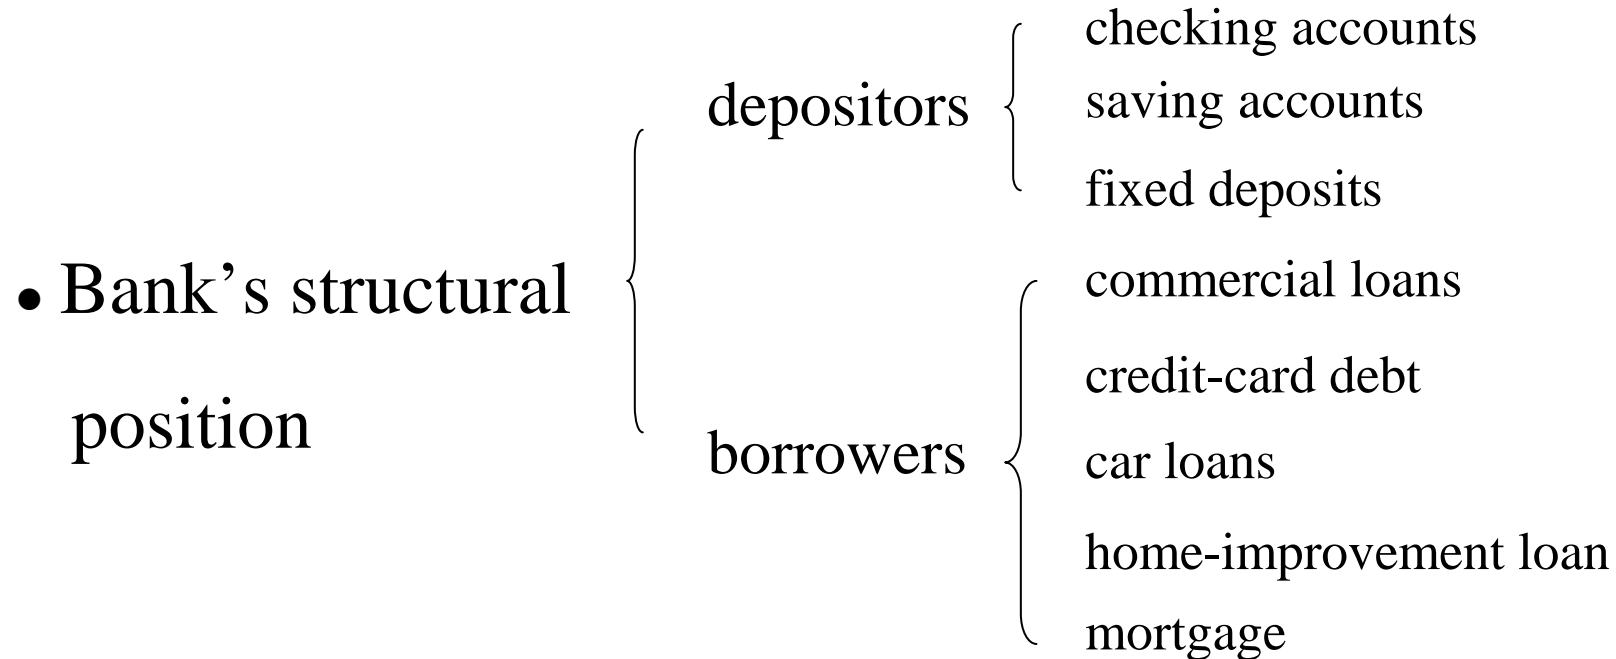 • Bank’s structural
position
depositors
checking accounts
saving accounts
fixed deposits
borrowers
commercial loans
credit-card debt
car loans
home-improvement loan
mortgage